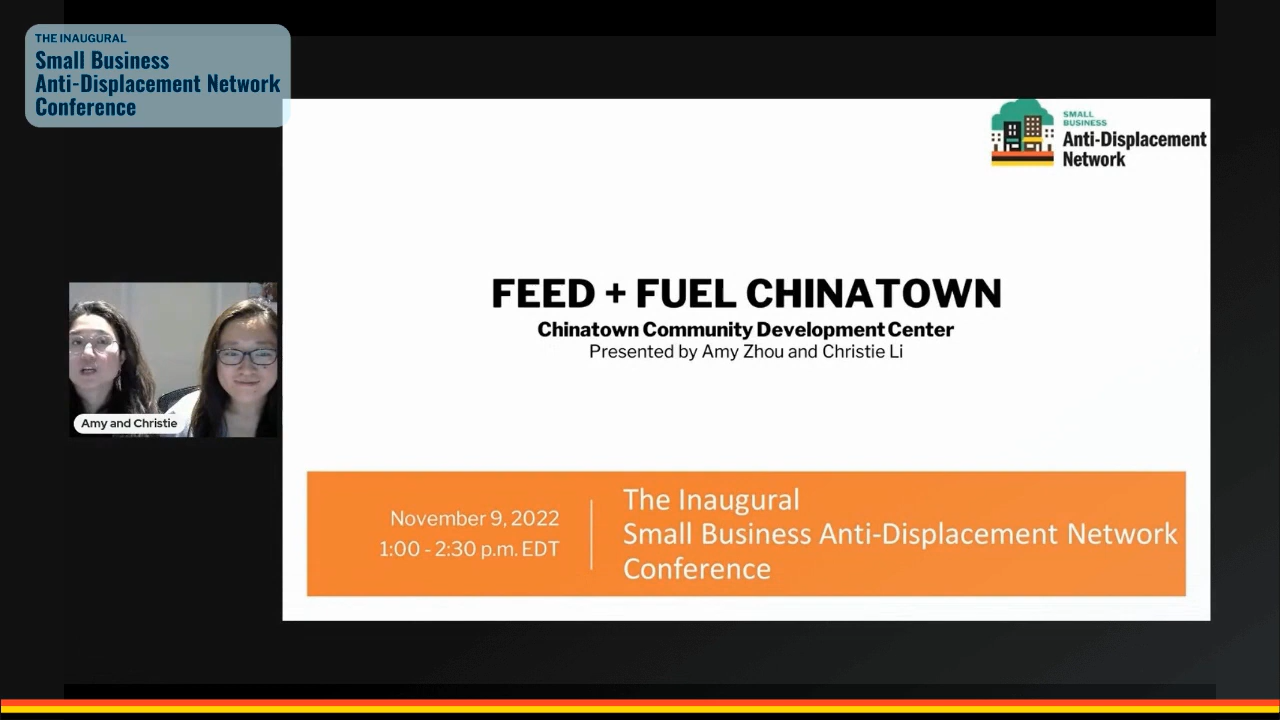 THE INAUGURAL
Small Business
Anti-Displacement Network
Conference
SMALL
BUSINESS
Anti-Displacement
Network
FEED + FUEL CHINATOWN
Chinatown Community Development Center
Presented by Amy Zhou and Christie Li
Amy and Christie
November 9, 2022
1:00 - 2:30 p.m. EDT
The Inaugural
Small Business Anti-Displacement Network
Conference